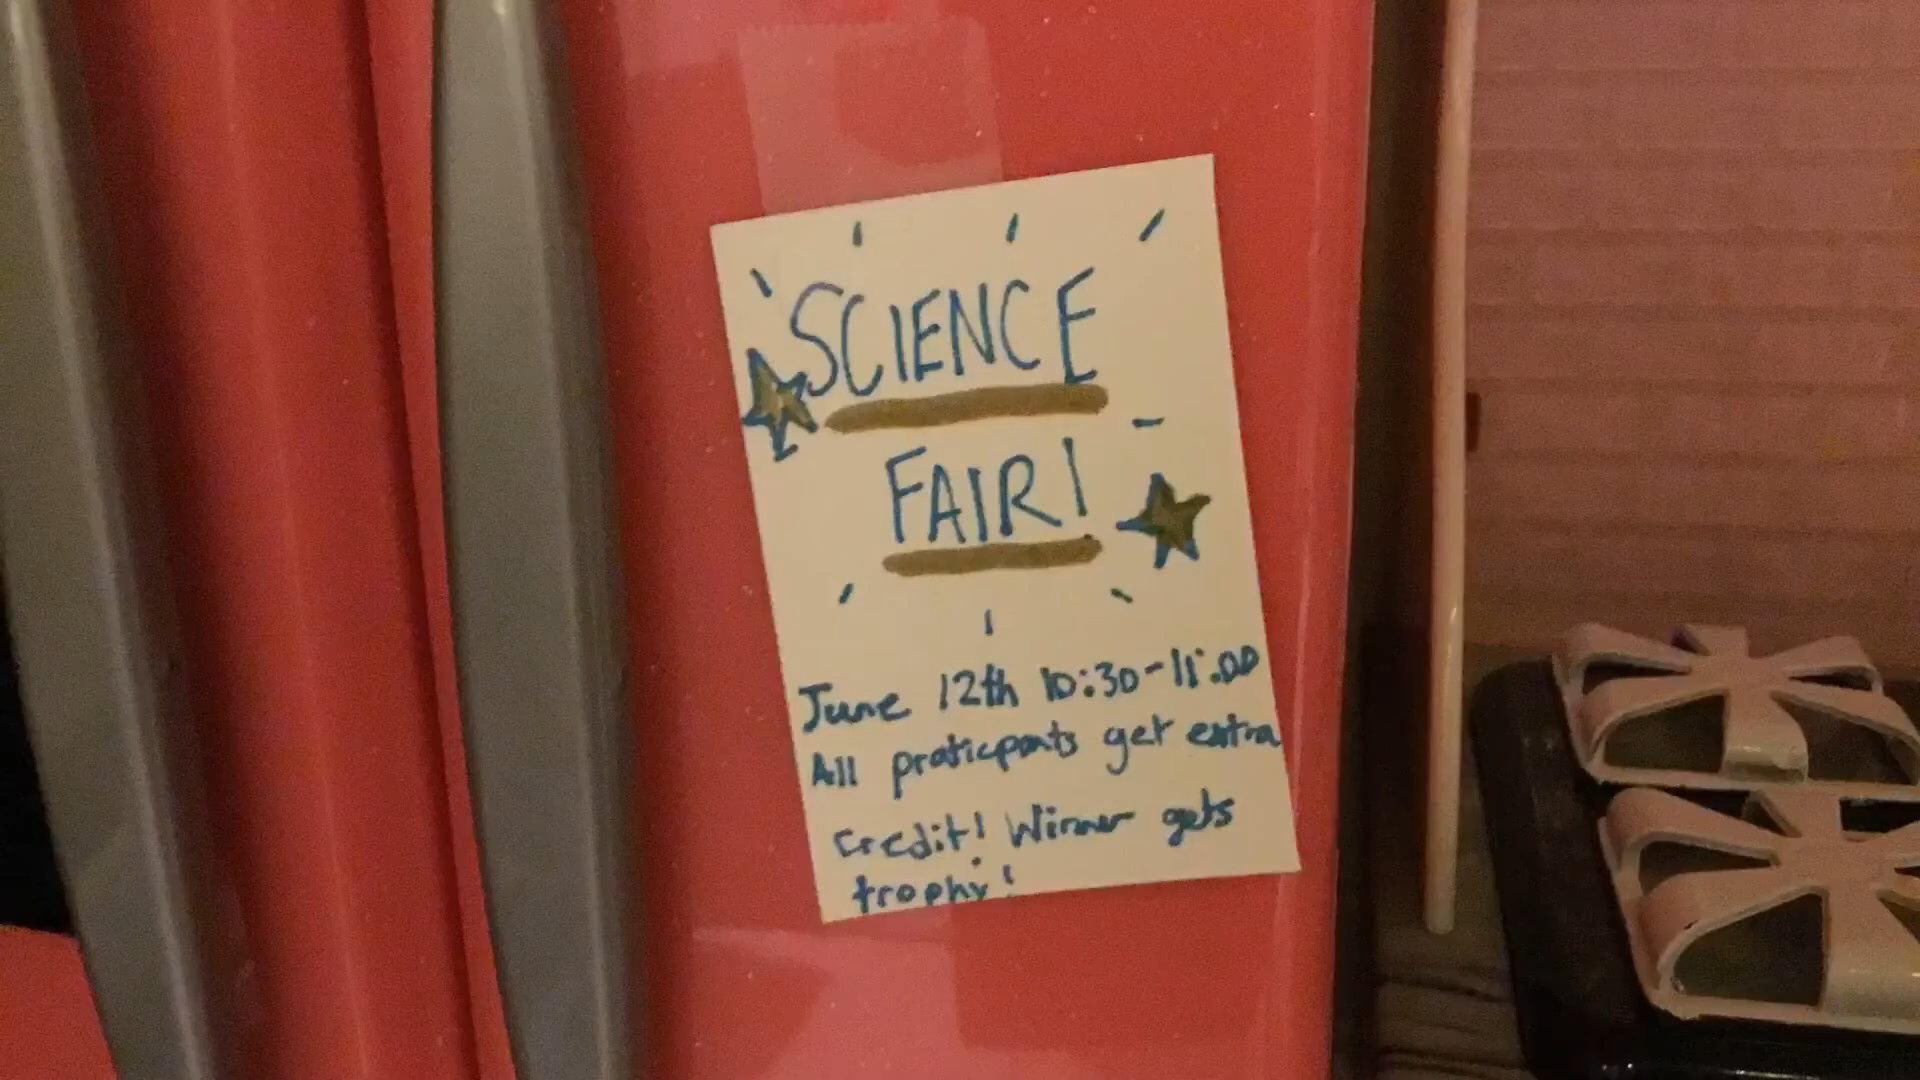 SCIENCE
FAIR!
June 12th 10:30-11:00
All praticpants get extra
credit! Winner gets
trophy!